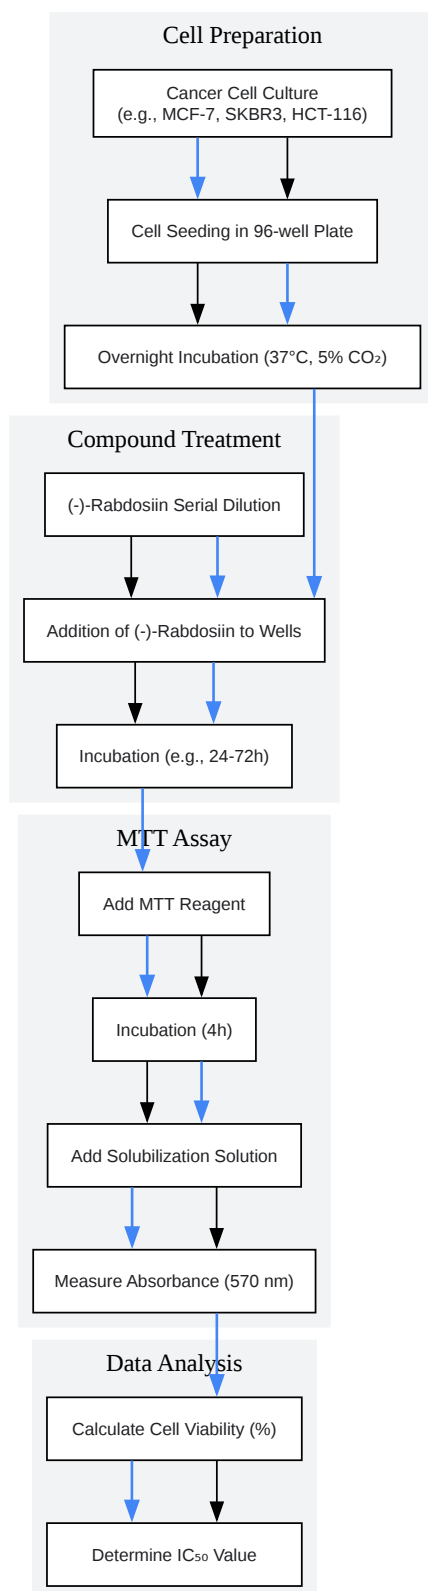 Cell Preparation
Cancer Cell Culture
(e.g., MCF-7, SKBR3, HCT-116)
Cell Seeding in 96-well Plate
Overnight Incubation (37°C, 5% CO₂)
Compound Treatment
(-)-Rabdosiin Serial Dilution
Addition of (-)-Rabdosiin to Wells
Incubation (e.g., 24-72h)
MTT Assay
Add MTT Reagent
Incubation (4h)
Add Solubilization Solution
Measure Absorbance (570 nm)
Data Analysis
Calculate Cell Viability (%)
Determine IC₅₀ Value